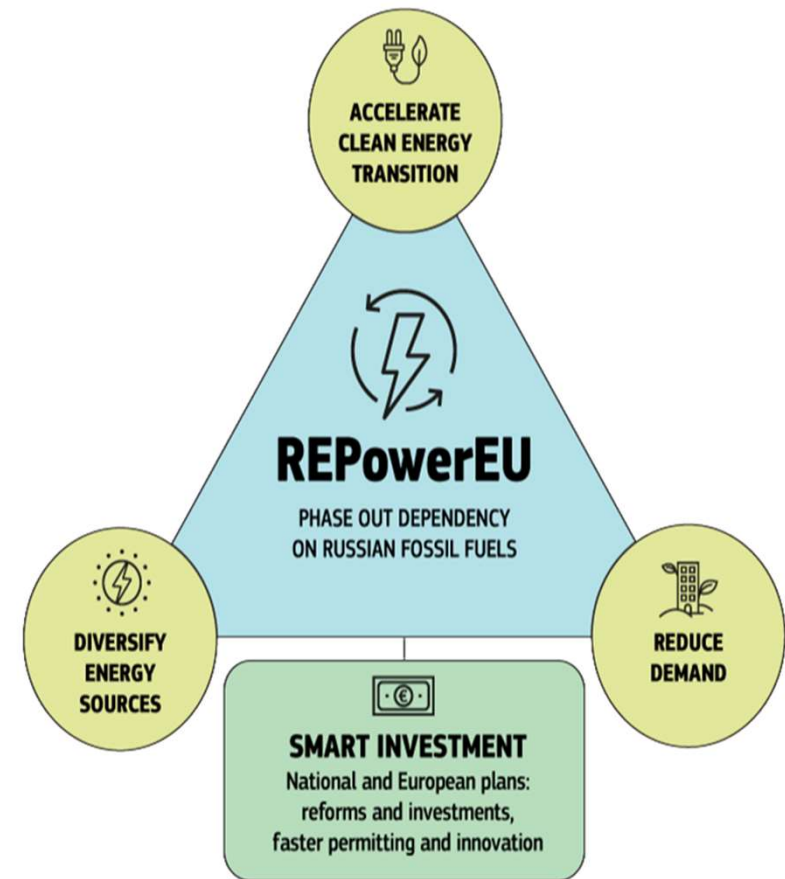 ACCELERATE
CLEAN ENERGY
TRANSITION
REPowerEU
PHASE OUT DEPENDENCY
ON RUSSIAN FOSSIL FUELS
DIVERSIFY
ENERGY
SOURCES
REDUCE
DEMAND
€
SMART INVESTMENT
National and European plans:
reforms and investments,
faster permitting and innovation